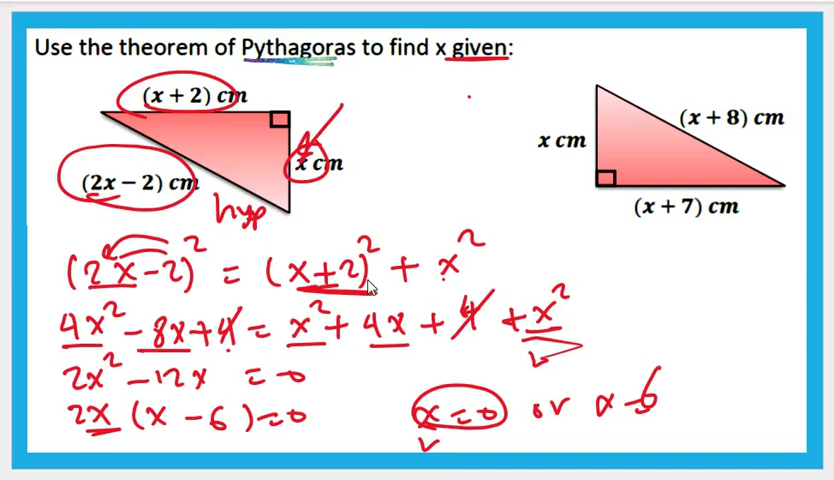 Use the theorem of Pythagoras to find x given:
(x + 2) cm
x cm
(2x − 2) cm
hyp
x cm
(x + 8) cm
(x + 7) cm
(2x-2)² = (x+2)² + x²
4x² - 8x + 4 = x² + 4x + 4 + x²
2x² - 12x = 0
2x (x - 6) = 0
x = 0 or x = 6